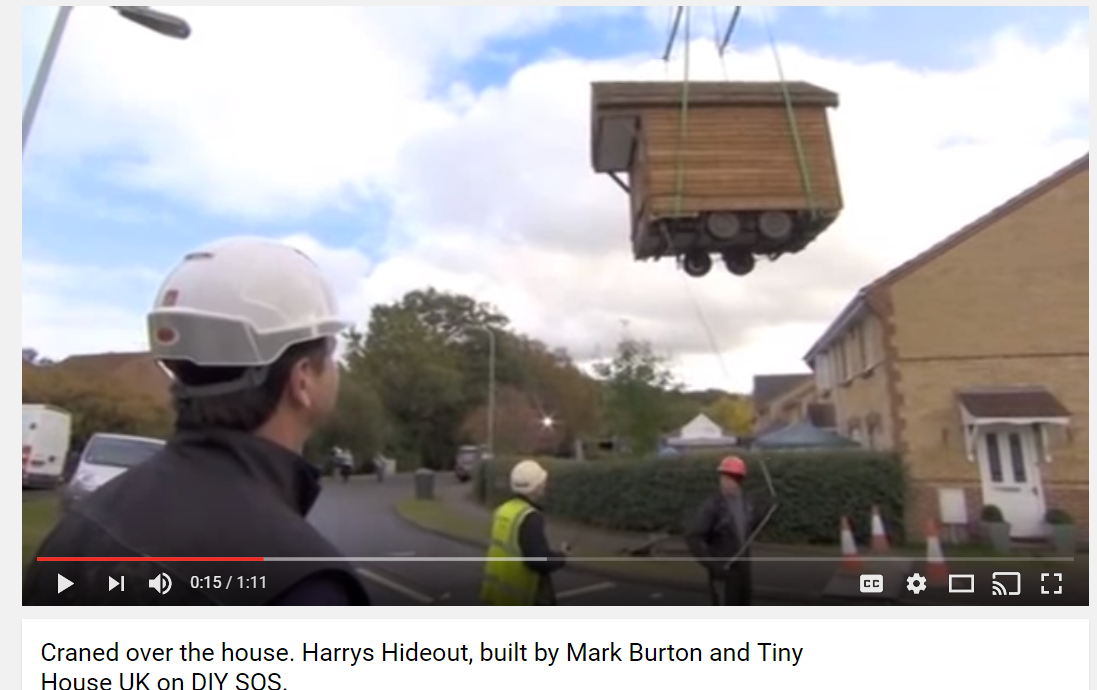 0:15 / 1:11
CC
Craned over the house. Harrys Hideout, built by Mark Burton and Tiny
House UK on DIY SOS.